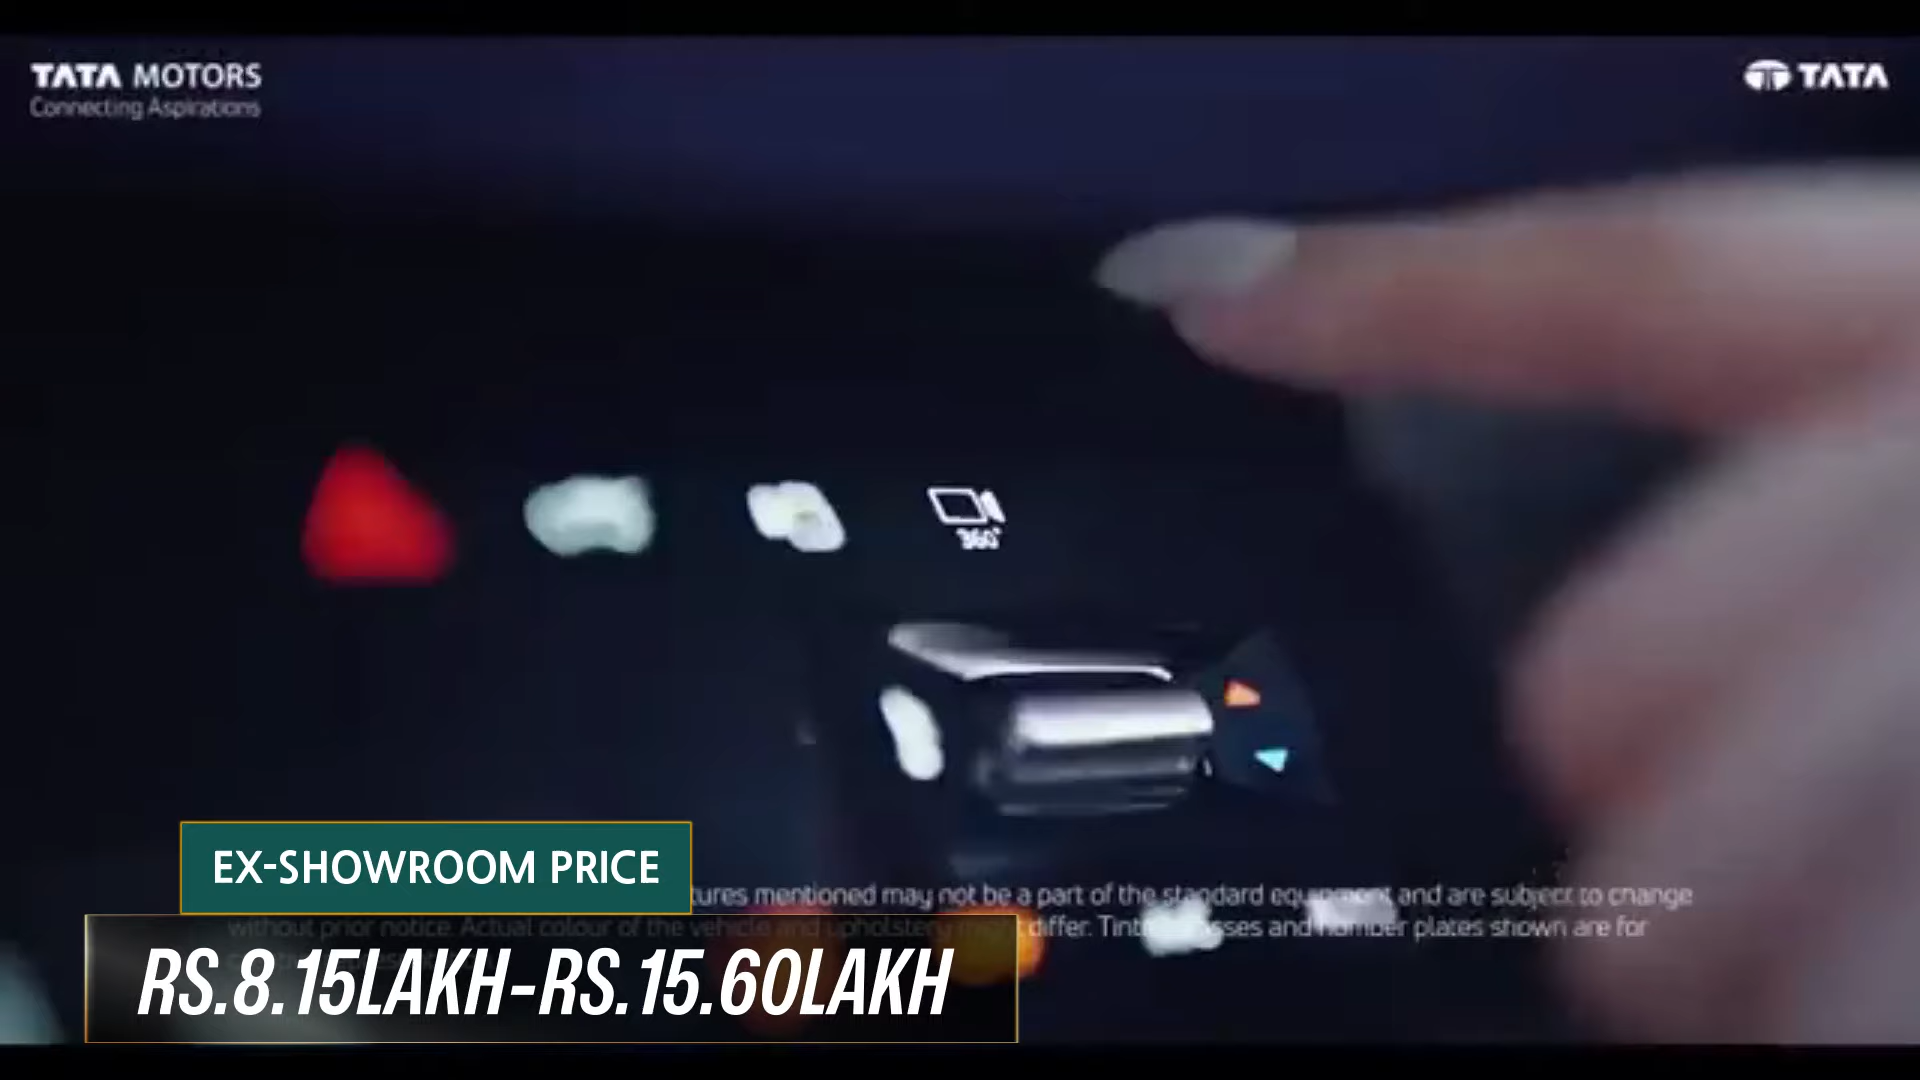 TATA MOTORS
Connecting Aspirations
TATA
360°
EX-SHOWROOM PRICE
mentioned may not be a part of the standard equipment and are subject to change
without prior notice. Actual colour of the vehicle and upholstery might differ. and number plates shown are for
RS.8.15LAKH-RS.15.60LAKH